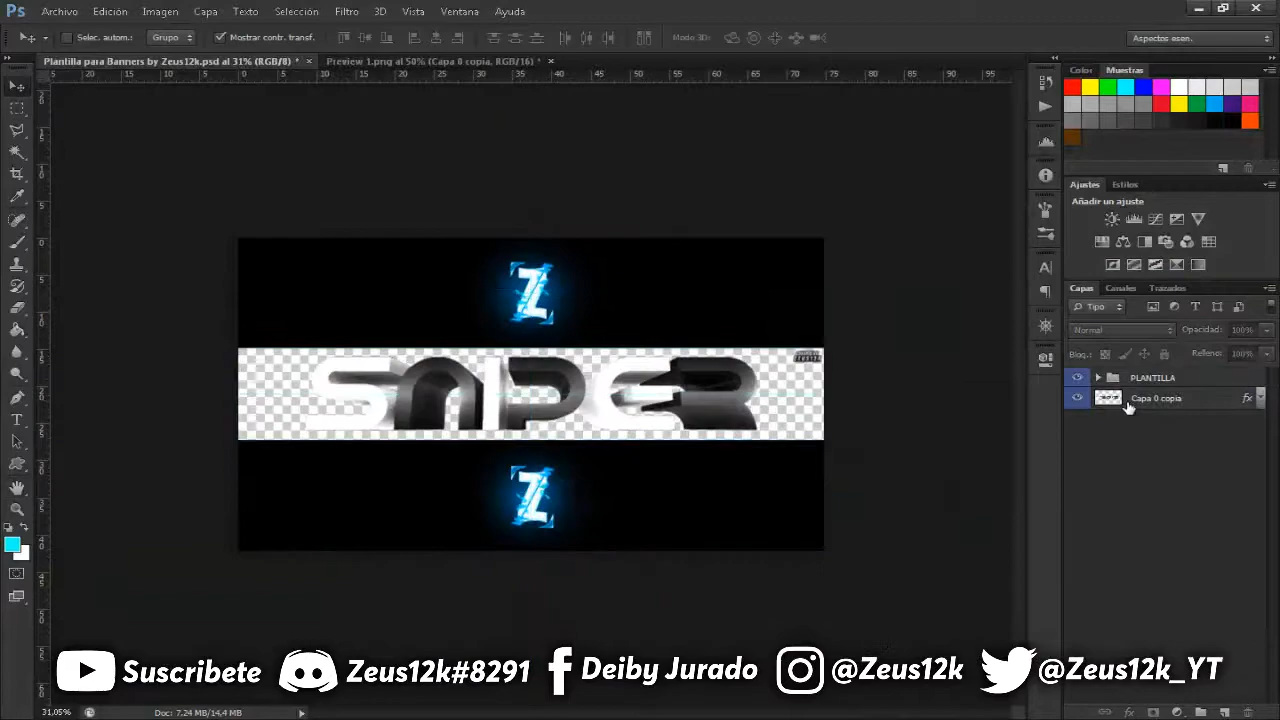 Ps Archivo Edición Imagen Capa Texto Selección Filtro 3D Vista Ventana Ayuda
Selec. autom.: Grupo Mostrar contr. transf. Modo 3D: Aspectos esen.
Plantilla para Banners by Zeus12k.psd al 31% (RGB/8) * × Preview 1.png al 50% (Capa 0 copia, RGB/16) * ×
Color Muestras
Ajustes Estilos
Añadir un ajuste
Capas Canales Trazados
Tipo
Normal Opacidad: 100%
Bloq.: Relleno: 100%
PLANTILLA
Capa 0 copia fx
Z
SNIPER
Z
Suscribete Zeus12k#8291 Deiby Jurado @Zeus12k @Zeus12k_YT
31,05% Doc: 7.24 MB/14,4 MB